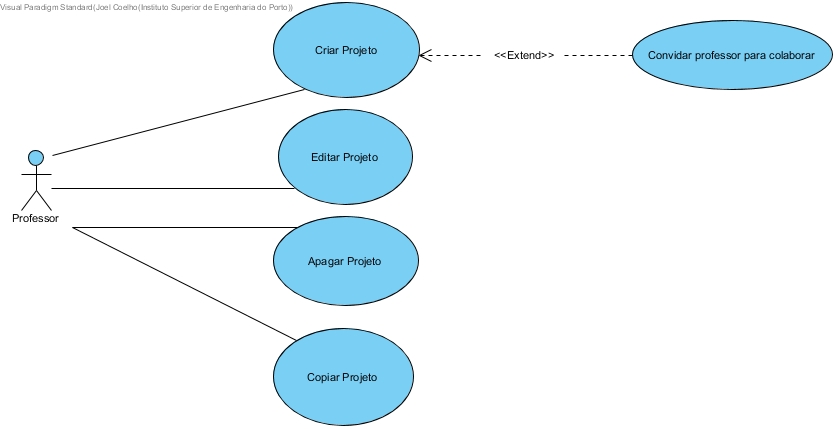 Visual Paradigm Standard(Joel Coelho(Instituto Superior de Engenharia do Porto))
Criar Projeto
<<Extend>>
Convidar professor para colaborar
Editar Projeto
Professor
Apagar Projeto
Copiar Projeto